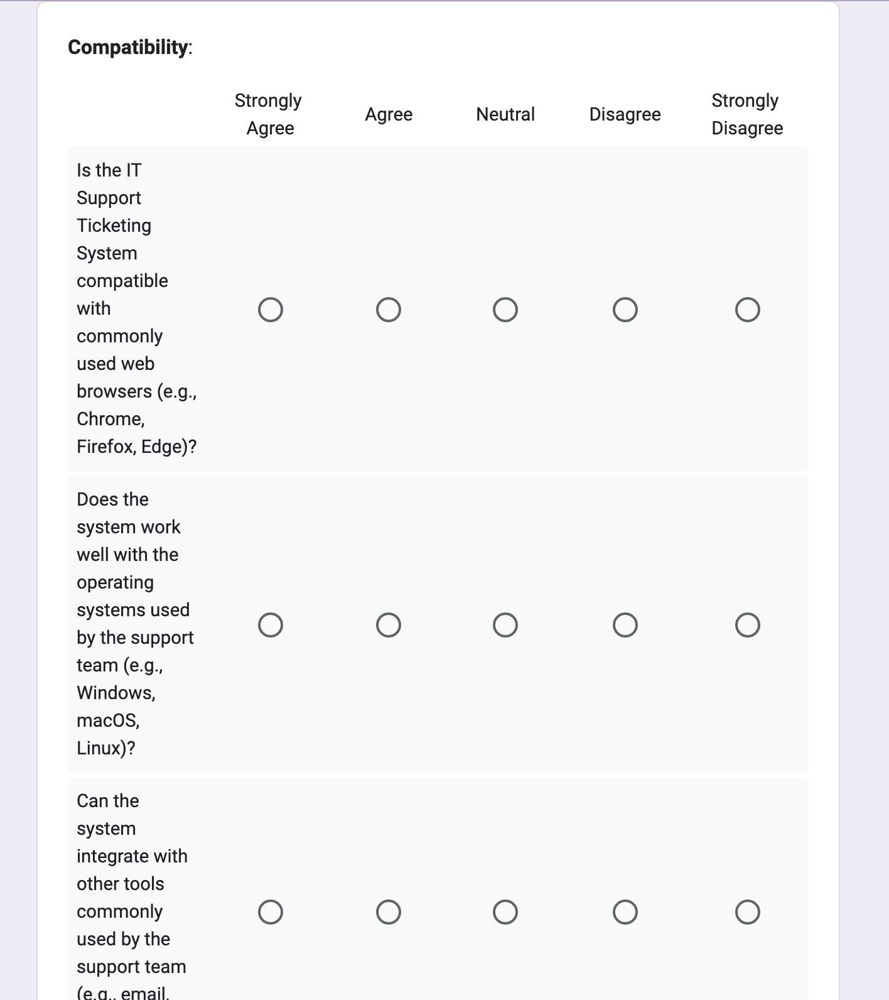 Compatibility:
Strongly
Agree
Agree
Neutral
Disagree
Strongly
Disagree
Is the IT
Support
Ticketing
System
compatible
with
commonly
used web
browsers (e.g.,
Chrome,
Firefox, Edge)?
Does the
system work
well with the
operating
systems used
by the support
team (e.g.,
Windows,
macOS,
Linux)?
Can the
system
integrate with
other tools
commonly
used by the
support team
(e.g., email,